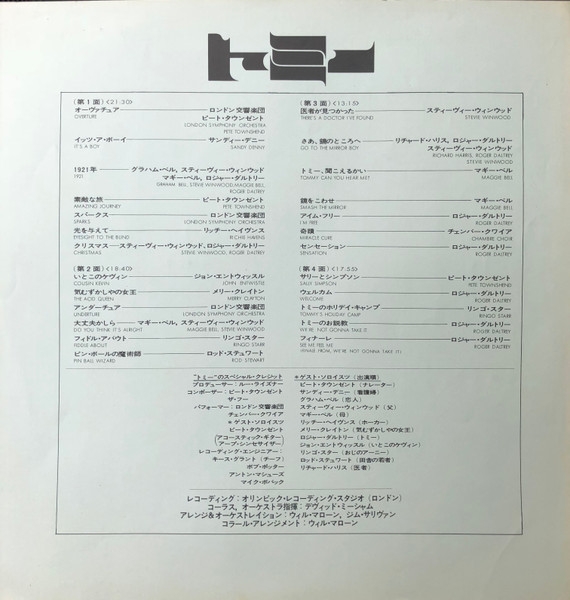 トミー
(第1面)〈21:30〉
オーヴァチュア ロンドン交響楽団
OVERTURE ピート・タウンゼント
LONDON SYMPHONY ORCHESTRA
PETE TOWNSHEND
イッツ・ア・ボーイ サンディー・デニー
IT'S A BOY SANDY DENNY
1921年 グラハム・ベル, スティーヴィー・ウィンウッド
1921 マギー・ベル, ロジャー・ダルトリー
GRAHAM BELL, STEVIE WINWOOD, MAGGIE BELL,
ROGER DALTREY
素敵な旅 ピート・タウンゼント
AMAZING JOURNEY PETE TOWNSHEND
スパークス ロンドン交響楽団
SPARKS LONDON SYMPHONY ORCHESTRA
光を与えて リッチー・ヘイヴンス
EYESIGHT TO THE BLIND RICHIE HAVENS
クリスマス スティーヴィー・ウィンウッド, ロジャー・ダルトリー
CHRISTMAS STEVIE WINWOOD, ROGER DALTREY
(第2面)〈18:40〉
いとこのケヴィン ジョン・エントウィッスル
COUSIN KEVIN JOHN ENTWISTLE
気むずかしやの女王 メリー・クレイトン
THE ACID QUEEN MERRY CLAYTON
アンダーチュア ロンドン交響楽団
UNDERTURE LONDON SYMPHONY ORCHESTRA
大丈夫かしら マギー・ベル, スティーヴィー・ウィンウッド
DO YOU THINK IT'S ALRIGHT MAGGIE BELL, STEVIE WINWOOD
フィドル・アバウト リンゴ・スター
FIDDLE ABOUT RINGO STARR
ピン・ボールの魔術師 ロッド・ステュワート
PIN BALL WIZARD ROD STEWART
(第3面)〈13:15〉
医者が見つかった スティーヴィー・ウィンウッド
THERE'S A DOCTOR I'VE FOUND STEVIE WINWOOD
さあ、鏡のところへ リチャード・ハリス, ロジャー・ダルトリー
GO TO THE MIRROR BOY スティーヴィー・ウィンウッド
RICHARD HARRIS, ROGER DALTREY
STEVIE WINWOOD
トミー、聞こえるかい マギー・ベル
TOMMY CAN YOU HEAR ME? MAGGIE BELL
鏡をこわせ マギー・ベル
SMASH THE MIRROR MAGGIE BELL
アイム・フリー ロジャー・ダルトリー
I'M FREE ROGER DALTREY
奇蹟 チェンバー・クワイア
MIRACLE CURE CHAMBRE CHOIR
センセーション ロジャー・ダルトリー
SENSATION ROGER DALTREY
(第4面)〈17:55〉
サリーとシンプソン ピート・タウンゼント
SALLY SIMPSON PETE TOWNSHEND
ウェルカム ロジャー・ダルトリー
WELCOME ROGER DALTREY
トミーのホリデイ・キャンプ リンゴ・スター
TOMMY'S HOLIDAY CAMP RINGO STARR
トミーのお説教 ロジャー・ダルトリー
WE'RE NOT GONNA TAKE IT ROGER DALTREY
フィナーレ ロジャー・ダルトリー
SEE ME, FEEL ME ROGER DALTREY
(FINALE FROM, WE'RE NOT GONNA TAKE IT)
"トミー"のスペシャル・クレジット
プロデューサー：ルー・ライズナー
コンポーザー：ピート・タウンゼント
ザ・フー
パフォーマー：ロンドン交響楽団
チェンバー・クワイア
＊ゲスト・ソロイスツ
ピート・タウンゼント
(アコースティック・ギター
アープ・シンセサイザー)
レコーディング・エンジニアー：
キース・グラント (チーフ)
ボブ・ポッター
アントン・マシューズ
マイク・ボバック
＊ゲスト・ソロイスツ (出演順)
ピート・タウンゼント (ナレーター)
サンディー・デニー (看護婦)
グラハム・ベル (恋人)
スティーヴィー・ウィンウッド (父)
マギー・ベル (母)
リッチー・ヘイヴンス (ホーカー)
メリー・クレイトン (気むずかしやの女王)
ロジャー・ダルトリー (トミー)
ジョン・エントウィッスル (いとこのケヴィン)
リンゴ・スター (おじのアーニー)
ロッド・ステュワート (田舎の若者)
リチャード・ハリス (医者)
レコーディング：オリンピック・レコーディング・スタジオ (ロンドン)
コーラス, オーケストラ指揮：デヴィッド・ミーシャム
アレンジ&オーケストレイション：ウィル・マローン, ジム・サリヴァン
コラール・アレンジメント：ウィル・マローン